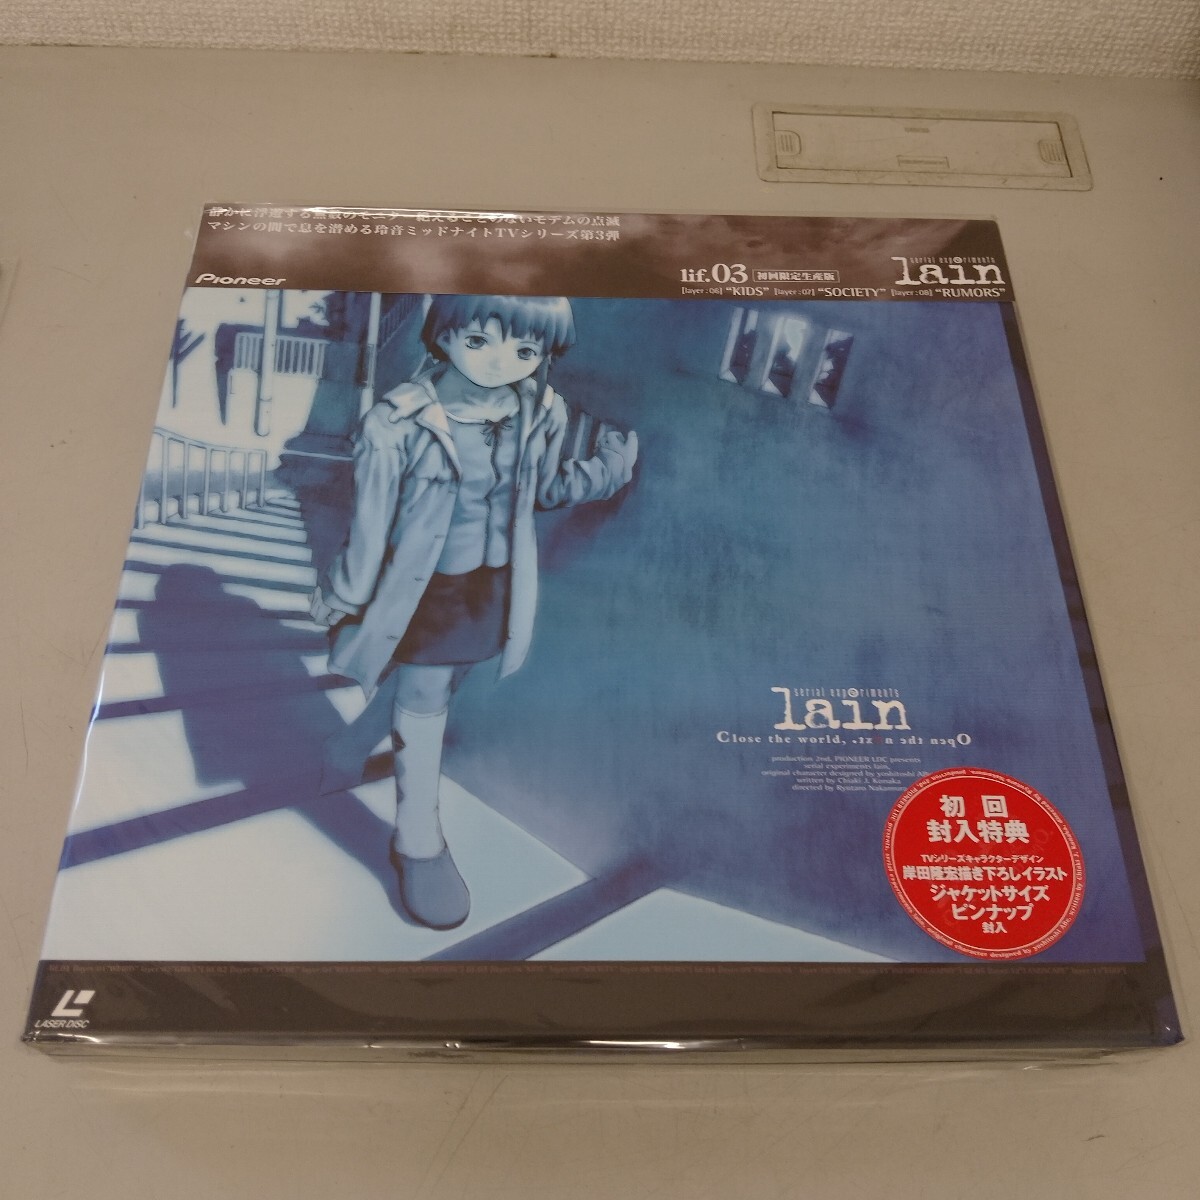 静かに浮遊する無数のモニター絶えることのないモデムの点滅
マシンの間で息を潜める玲音ミッドナイトTVシリーズ第3弾
Pioneer
lif.03 初回限定生産版
serial experiments
lain
[layer:06] "KIDS" [layer:07] "SOCIETY" [layer:08] "RUMORS"
serial experiments
lain
Close the world, .txen eht nepO
production 2nd, PIONEER LDC presents
serial experiments lain,
original character designed by yoshitoshi ABe
written by Chiaki J. Konaka
directed by Ryutaro Nakamura
初回
封入特典
TVシリーズキャラクターデザイン
岸田隆宏描き下ろしイラスト
ジャケットサイズ
ピンナップ
封入
LASER DISC